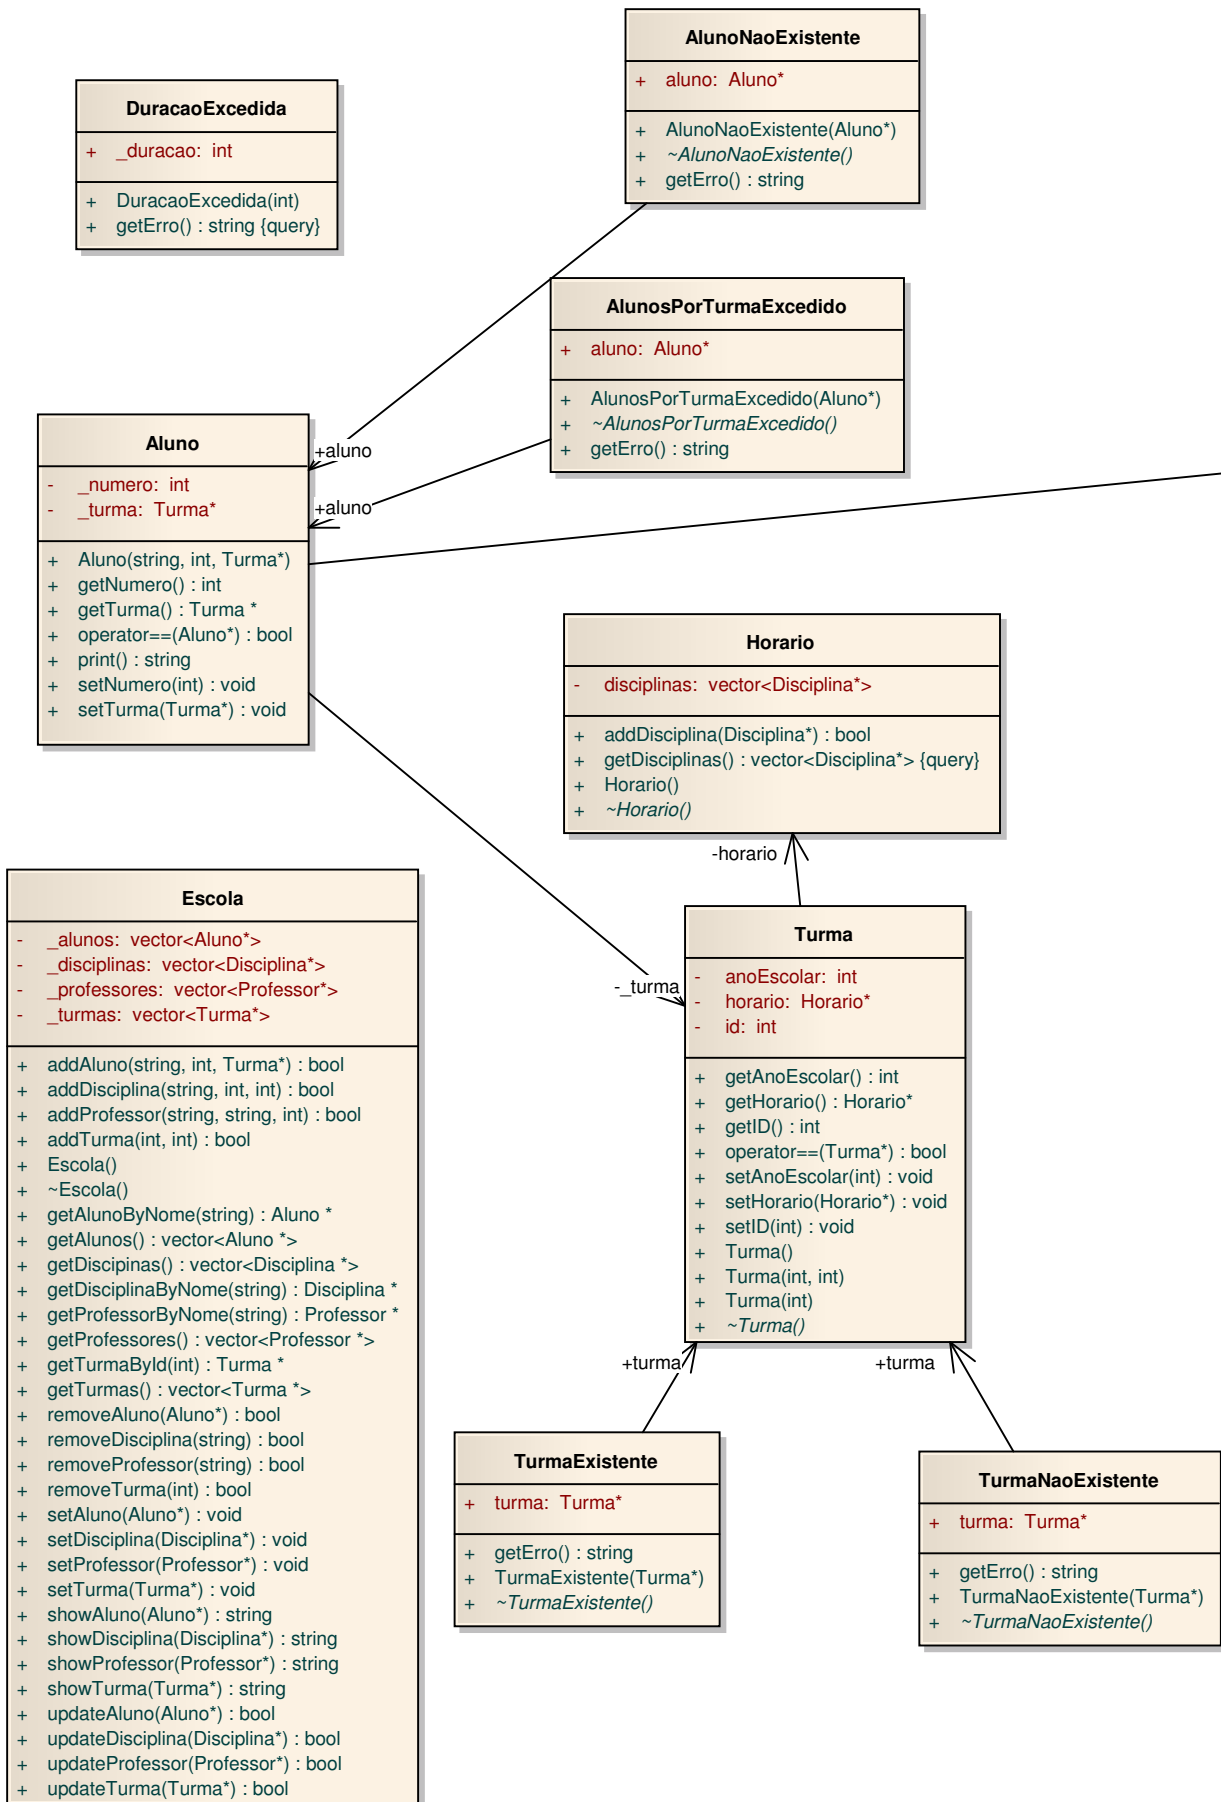 AlunoNaoExistente
+ aluno: Aluno*
+ AlunoNaoExistente(Aluno*)
+ ~AlunoNaoExistente()
+ getErro() : string
DuracaoExcedida
+ _duracao: int
+ DuracaoExcedida(int)
+ getErro() : string {query}
AlunosPorTurmaExcedido
+ aluno: Aluno*
+ AlunosPorTurmaExcedido(Aluno*)
+ ~AlunosPorTurmaExcedido()
+ getErro() : string
+aluno
+aluno
Aluno
- _numero: int
- _turma: Turma*
+ Aluno(string, int, Turma*)
+ getNumero() : int
+ getTurma() : Turma *
+ operator==(Aluno*) : bool
+ print() : string
+ setNumero(int) : void
+ setTurma(Turma*) : void
Horario
- disciplinas: vector<Disciplina*>
+ addDisciplina(Disciplina*) : bool
+ getDisciplinas() : vector<Disciplina*> {query}
+ Horario()
+ ~Horario()
-horario
-_turma
Escola
- _alunos: vector<Aluno*>
- _disciplinas: vector<Disciplina*>
- _professores: vector<Professor*>
- _turmas: vector<Turma*>
+ addAluno(string, int, Turma*) : bool
+ addDisciplina(string, int, int) : bool
+ addProfessor(string, string, int) : bool
+ addTurma(int, int) : bool
+ Escola()
+ ~Escola()
+ getAlunoByNome(string) : Aluno *
+ getAlunos() : vector<Aluno *>
+ getDiscipinas() : vector<Disciplina *>
+ getDisciplinaByNome(string) : Disciplina *
+ getProfessorByNome(string) : Professor *
+ getProfessores() : vector<Professor *>
+ getTurmaById(int) : Turma *
+ getTurmas() : vector<Turma *>
+ removeAluno(Aluno*) : bool
+ removeDisciplina(string) : bool
+ removeProfessor(string) : bool
+ removeTurma(int) : bool
+ setAluno(Aluno*) : void
+ setDisciplina(Disciplina*) : void
+ setProfessor(Professor*) : void
+ setTurma(Turma*) : void
+ showAluno(Aluno*) : string
+ showDisciplina(Disciplina*) : string
+ showProfessor(Professor*) : string
+ showTurma(Turma*) : string
+ updateAluno(Aluno*) : bool
+ updateDisciplina(Disciplina*) : bool
+ updateProfessor(Professor*) : bool
+ updateTurma(Turma*) : bool
Turma
- anoEscolar: int
- horario: Horario*
- id: int
+ getAnoEscolar() : int
+ getHorario() : Horario*
+ getID() : int
+ operator==(Turma*) : bool
+ setAnoEscolar(int) : void
+ setHorario(Horario*) : void
+ setID(int) : void
+ Turma()
+ Turma(int, int)
+ Turma(int)
+ ~Turma()
+turma
+turma
TurmaExistente
+ turma: Turma*
+ getErro() : string
+ TurmaExistente(Turma*)
+ ~TurmaExistente()
TurmaNaoExistente
+ turma: Turma*
+ getErro() : string
+ TurmaNaoExistente(Turma*)
+ ~TurmaNaoExistente()